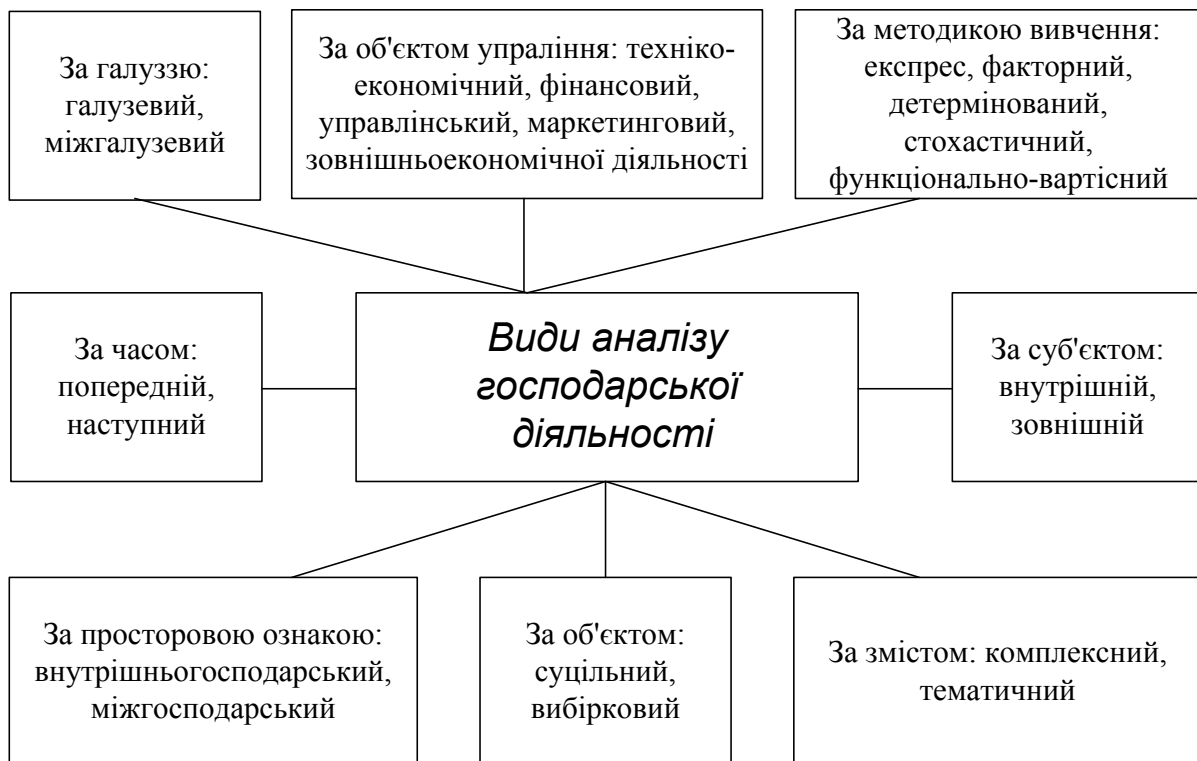 За галуззю:
галузевий,
міжгалузевий
За об'єктом упраління: техніко-
економічний, фінансовий,
управлінський, маркетинговий,
зовнішньоекономічної діяльності
За методикою вивчення:
експрес, факторний,
детермінований,
стохастичний,
функціонально-вартісний
За часом:
попередній,
наступний
Види аналізу
господарської
діяльності
За суб'єктом:
внутрішній,
зовнішній
За просторовою ознакою:
внутрішньогосподарський,
міжгосподарський
За об'єктом:
суцільний,
вибірковий
За змістом: комплексний,
тематичний